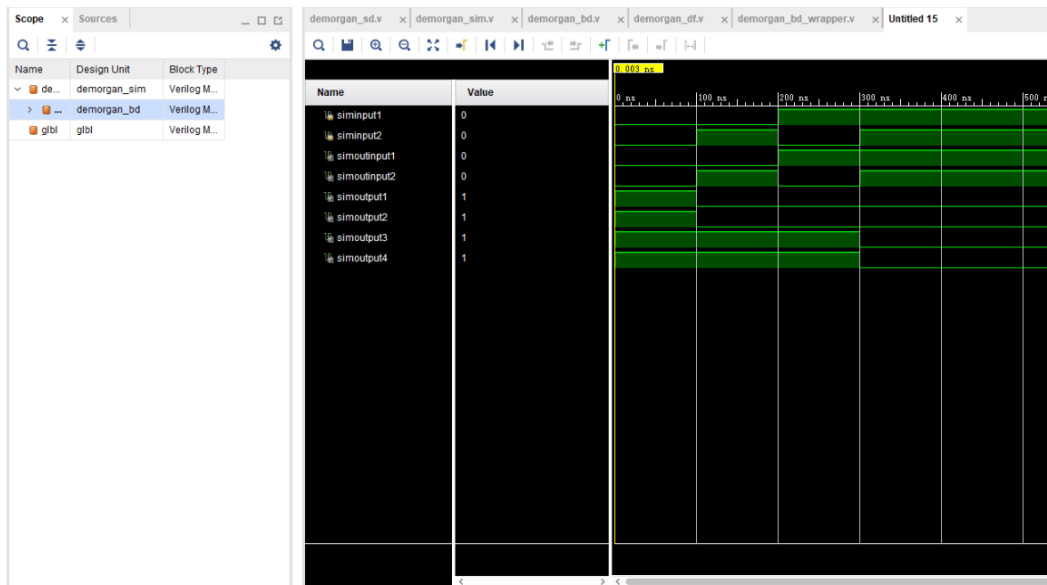 Scope × Sources
Name Design Unit Block Type
de... demorgan_sim Verilog M...
... demorgan_bd Verilog M...
glbl glbl Verilog M...
demorgan_sd.v × demorgan_sim.v × demorgan_bd.v × demorgan_df.v × demorgan_bd_wrapper.v × Untitled 15 ×
0.003 ns
Name Value
0 ns 100 ns 200 ns 300 ns 400 ns 500
siminput1 0
siminput2 0
simoutinput1 0
simoutinput2 0
simoutput1 1
simoutput2 1
simoutput3 1
simoutput4 1